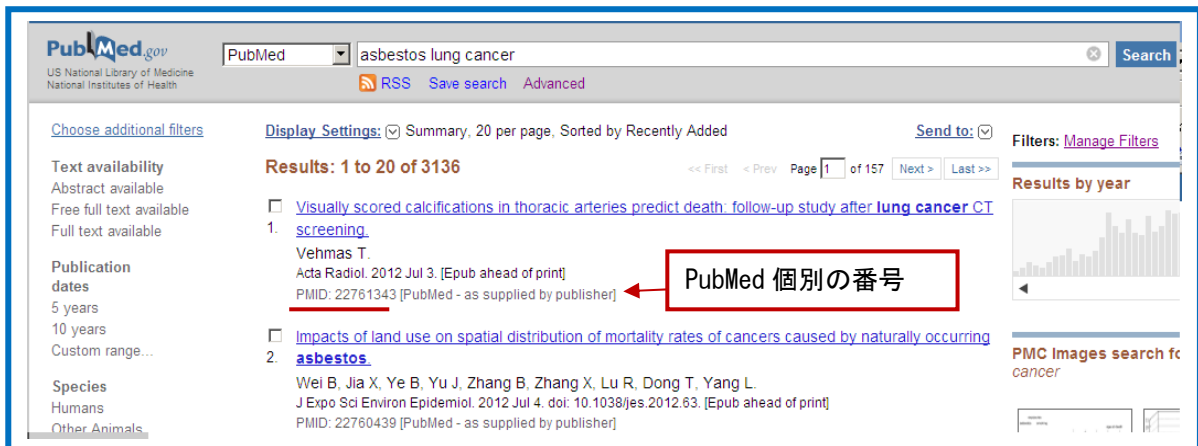 PubMed.gov
US National Library of Medicine
National Institutes of Health
PubMed
asbestos lung cancer
Search
RSS Save search Advanced
Choose additional filters
Text availability
Abstract available
Free full text available
Full text available
Publication
dates
5 years
10 years
Custom range...
Species
Humans
Other Animals
Display Settings: Summary, 20 per page, Sorted by Recently Added
Send to:
Results: 1 to 20 of 3136
<< First < Prev Page 1 of 157 Next > Last >>
1. Visually scored calcifications in thoracic arteries predict death: follow-up study after lung cancer CT
screening.
Vehmas T.
Acta Radiol. 2012 Jul 3. [Epub ahead of print]
PMID: 22761343 [PubMed - as supplied by publisher]
PubMed 個別の番号
2. Impacts of land use on spatial distribution of mortality rates of cancers caused by naturally occurring
asbestos.
Wei B, Jia X, Ye B, Yu J, Zhang B, Zhang X, Lu R, Dong T, Yang L.
J Expo Sci Environ Epidemiol. 2012 Jul 4. doi: 10.1038/jes.2012.63. [Epub ahead of print]
PMID: 22760439 [PubMed - as supplied by publisher]
Filters: Manage Filters
Results by year
PMC Images search fo
cancer